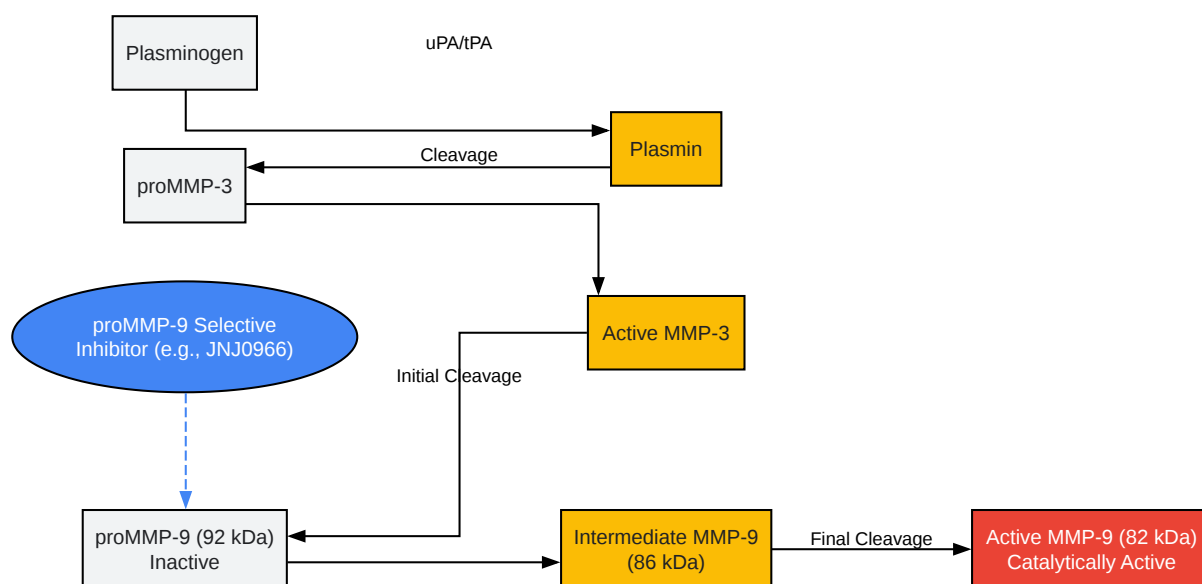 Plasminogen
uPA/tPA
Plasmin
Cleavage
proMMP-3
proMMP-9 Selective
Inhibitor (e.g., JNJ0966)
Active MMP-3
Initial Cleavage
proMMP-9 (92 kDa)
Inactive
Intermediate MMP-9
(86 kDa)
Final Cleavage
Active MMP-9 (82 kDa)
Catalytically Active